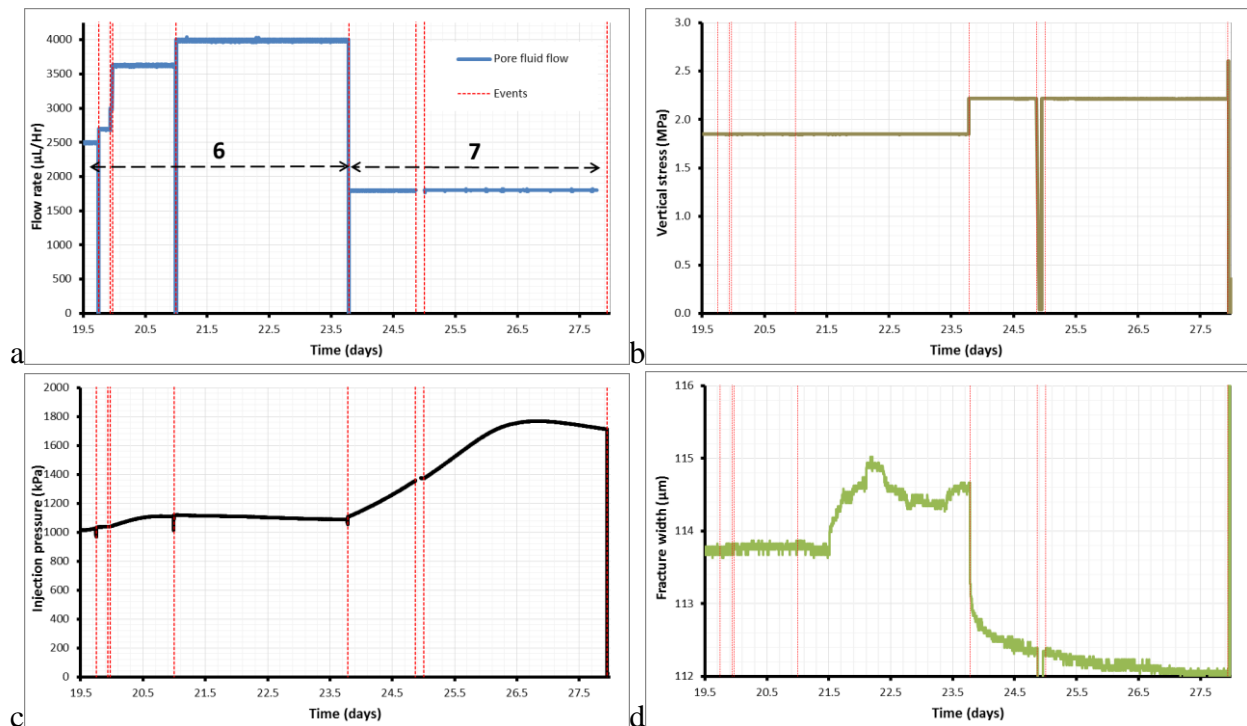 4000
3500
3000
2500
2000
1500
1000
500
0
Flow rate (µL/Hr)
Pore fluid flow
Events
6
7
19.5 20.5 21.5 22.5 23.5 24.5 25.5 26.5 27.5
Time (days)
a
3.0
2.5
2.0
1.5
1.0
0.5
0.0
Vertical stress (MPa)
19.5 20.5 21.5 22.5 23.5 24.5 25.5 26.5 27.5
Time (days)
b
2000
1800
1600
1400
1200
1000
800
600
400
200
0
Injection pressure (kPa)
19.5 20.5 21.5 22.5 23.5 24.5 25.5 26.5 27.5
Time (days)
c
116
115
114
113
112
Fracture width (µm)
19.5 20.5 21.5 22.5 23.5 24.5 25.5 26.5 27.5
Time (days)
d